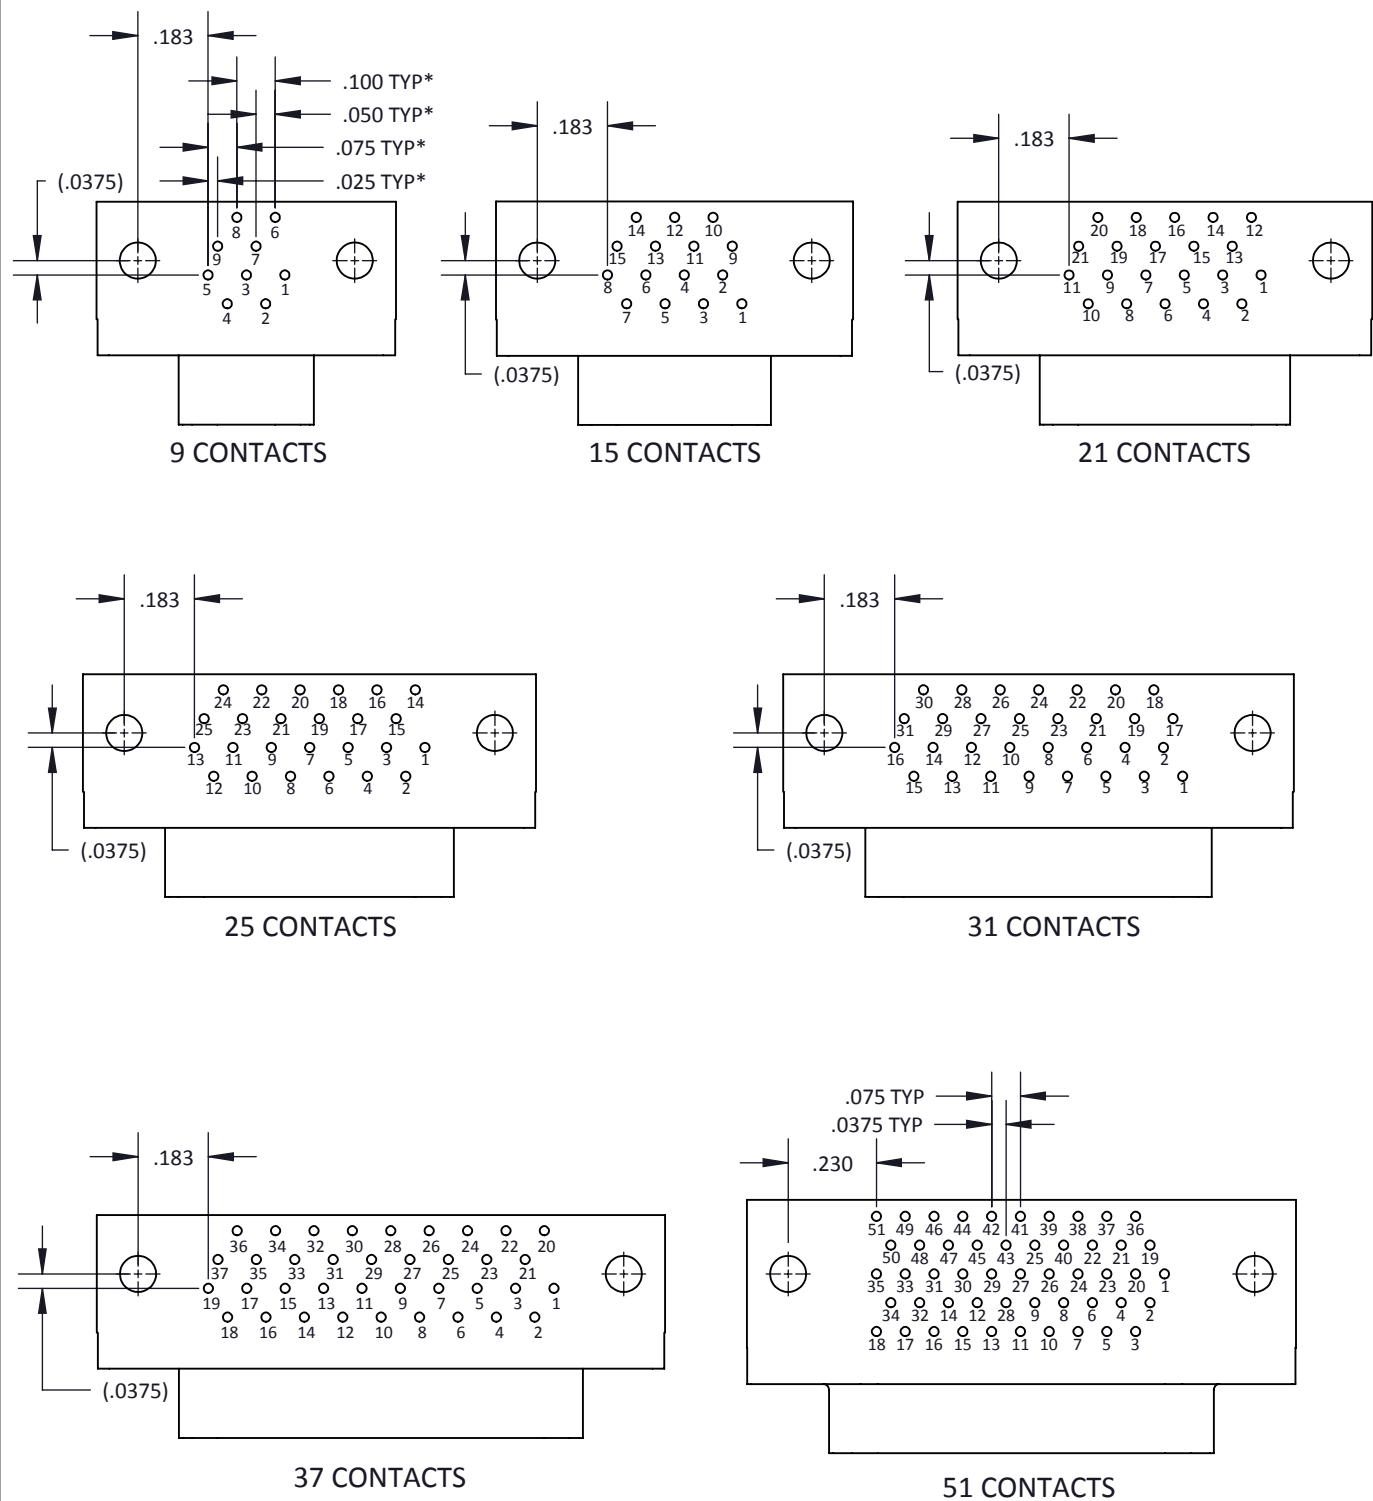 .183
.100 TYP*
.050 TYP*
.075 TYP*
.025 TYP*
(.0375)
8 6
9 7
5 3 1
4 2
9 CONTACTS
.183
14 12 10
15 13 11 9
8 6 4 2
7 5 3 1
(.0375)
15 CONTACTS
.183
20 18 16 14 12
21 19 17 15 13
11 9 7 5 3 1
10 8 6 4 2
(.0375)
21 CONTACTS
.183
24 22 20 18 16 14
25 23 21 19 17 15
13 11 9 7 5 3 1
12 10 8 6 4 2
(.0375)
25 CONTACTS
.183
30 28 26 24 22 20 18
31 29 27 25 23 21 19 17
16 14 12 10 8 6 4 2
15 13 11 9 7 5 3 1
(.0375)
31 CONTACTS
.183
36 34 32 30 28 26 24 22 20
37 35 33 31 29 27 25 23 21
19 17 15 13 11 9 7 5 3 1
18 16 14 12 10 8 6 4 2
(.0375)
37 CONTACTS
.075 TYP
.0375 TYP
.230
51 49 46 44 42 41 39 38 37 36
50 48 47 45 43 25 40 22 21 19
35 33 31 30 29 27 26 24 23 20 1
34 32 14 12 28 9 8 6 4 2
18 17 16 15 13 11 10 7 5 3
51 CONTACTS